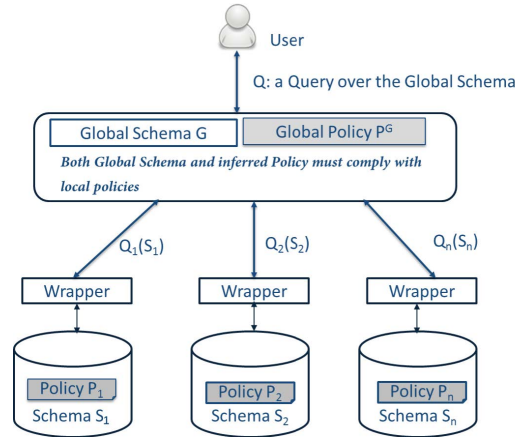 User
Q: a Query over the Global Schema
Global Schema G
Global Policy Pᴳ
Both Global Schema and inferred Policy must comply with
local policies
Q₁(S₁)
Q₂(S₂)
Qₙ(Sₙ)
Wrapper
Wrapper
Wrapper
Policy P₁
Policy P₂
Policy Pₙ
Schema S₁
Schema S₂
Schema Sₙ